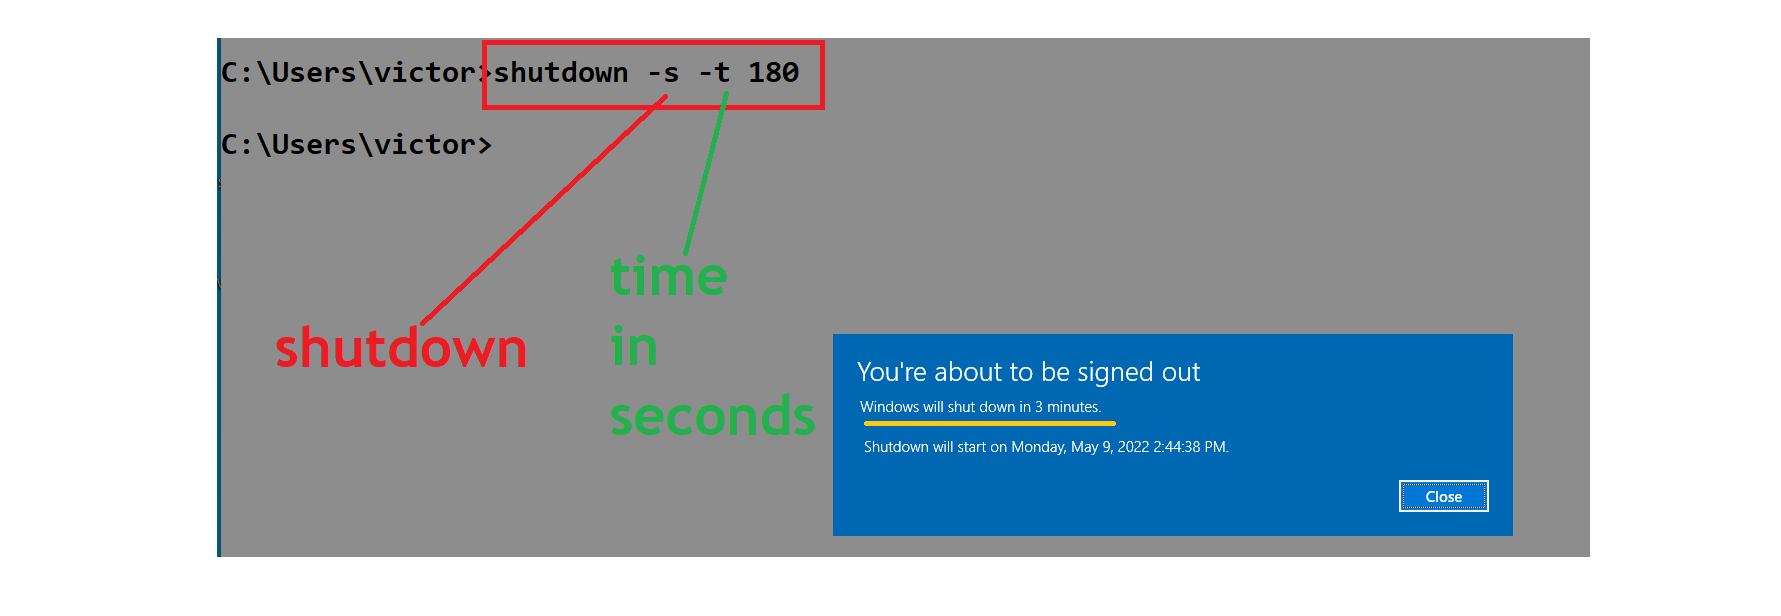 C:\Users\victor>shutdown -s -t 180
C:\Users\victor>
shutdown
time
in
seconds
You're about to be signed out
Windows will shut down in 3 minutes.
Shutdown will start on Monday, May 9, 2022 2:44:38 PM.
Close